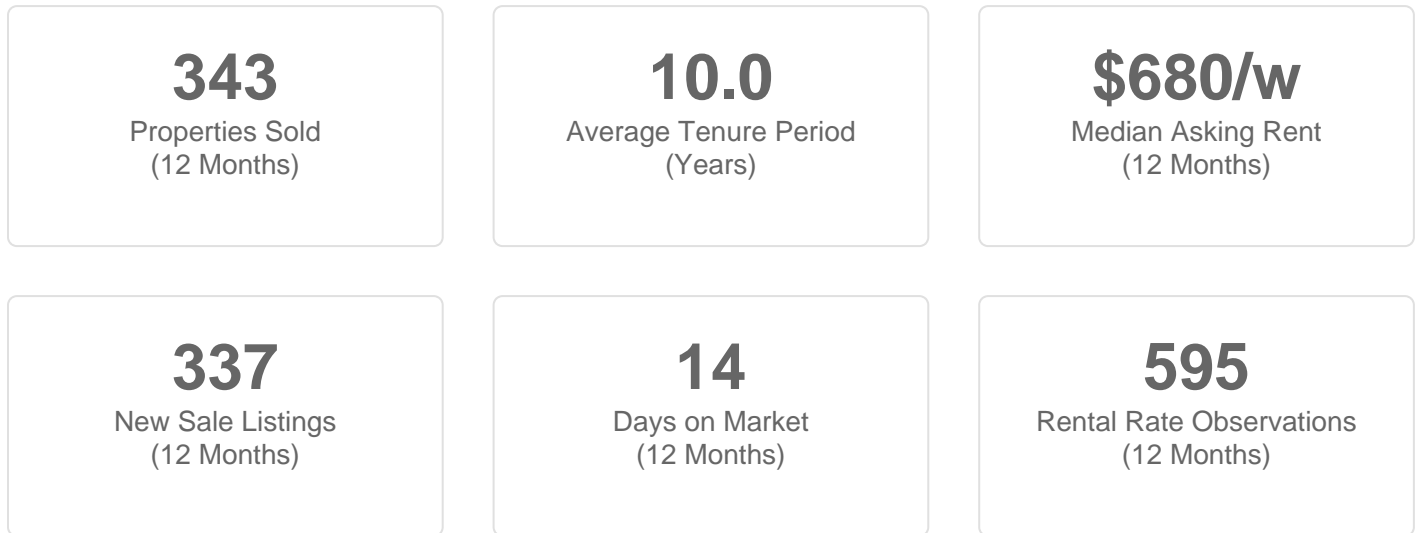 343
Properties Sold
(12 Months)
10.0
Average Tenure Period
(Years)
$680/w
Median Asking Rent
(12 Months)
337
New Sale Listings
(12 Months)
14
Days on Market
(12 Months)
595
Rental Rate Observations
(12 Months)